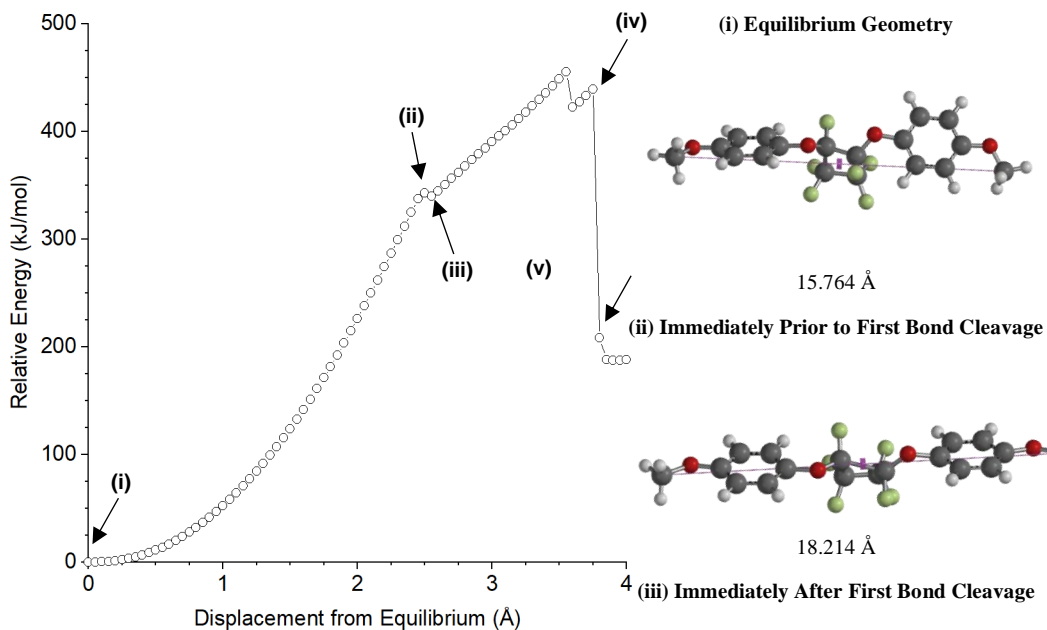 500
400
300
200
100
0
Relative Energy (kJ/mol)
0
1
2
3
4
Displacement from Equilibrium (Å)
(i)
(ii)
(iii)
(iv)
(v)
(i) Equilibrium Geometry
15.764 Å
(ii) Immediately Prior to First Bond Cleavage
18.214 Å
(iii) Immediately After First Bond Cleavage